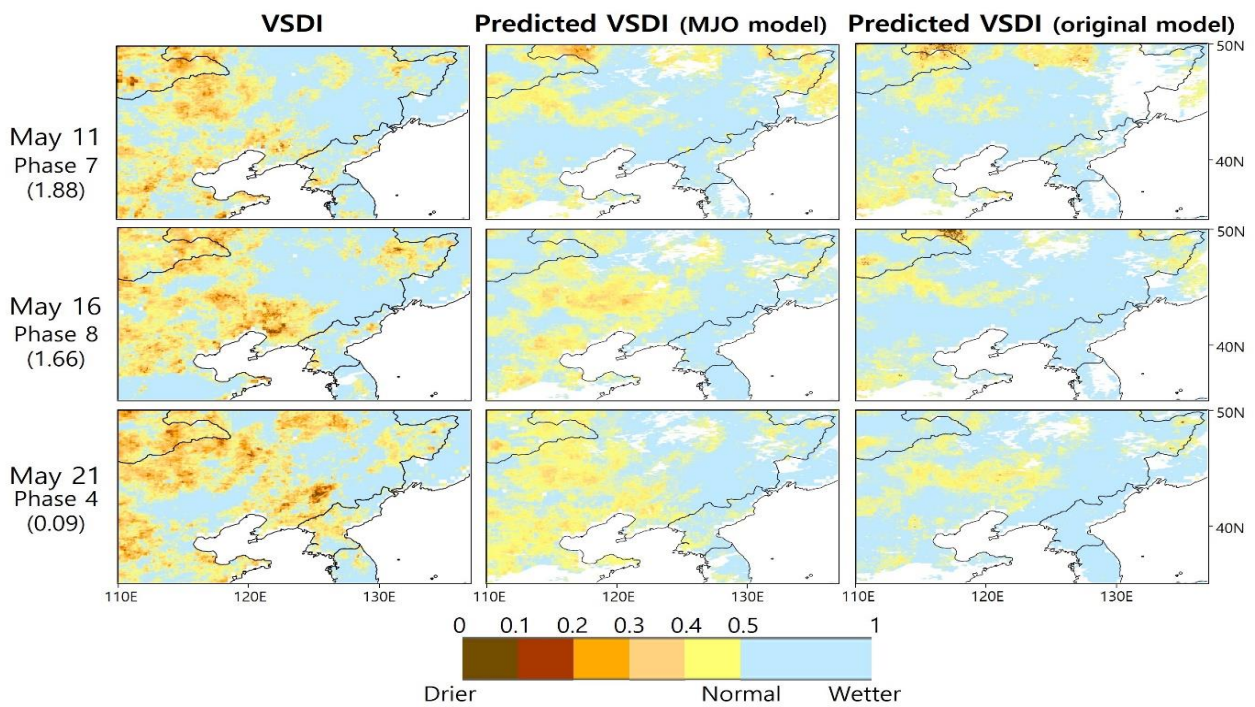 VSDI Predicted VSDI (MJO model) Predicted VSDI (original model)
50N
May 11
Phase 7
(1.88)
40N
50N
May 16
Phase 8
(1.66)
40N
50N
May 21
Phase 4
(0.09)
40N
110E 120E 130E 110E 120E 130E 110E 120E 130E
0 0.1 0.2 0.3 0.4 0.5 1
Drier Normal Wetter